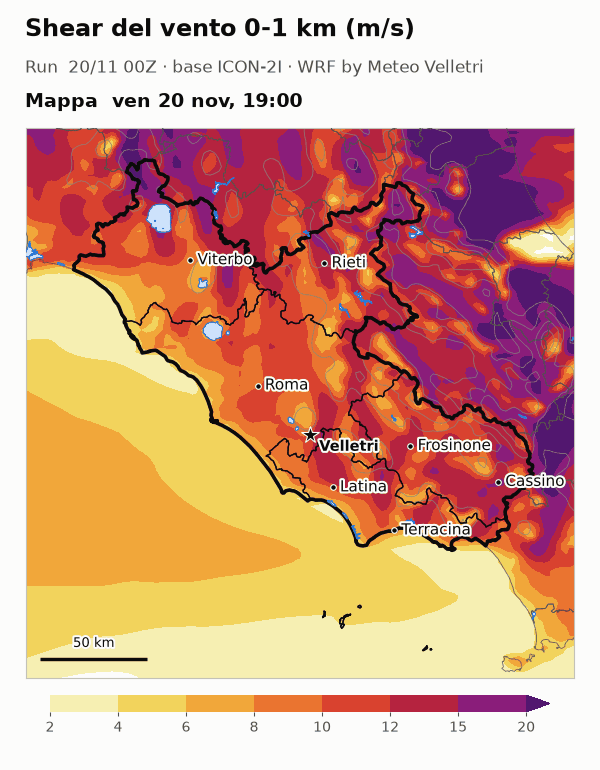 Shear del vento 0-1 km (m/s)
Run  20/11 00Z · base ICON-2I · WRF by Meteo Velletri
Mappa  ven 20 nov, 19:00
Viterbo
Rieti
Roma
Velletri
Frosinone
Cassino
Latina
Terracina
50 km
2 4 6 8 10 12 15 20